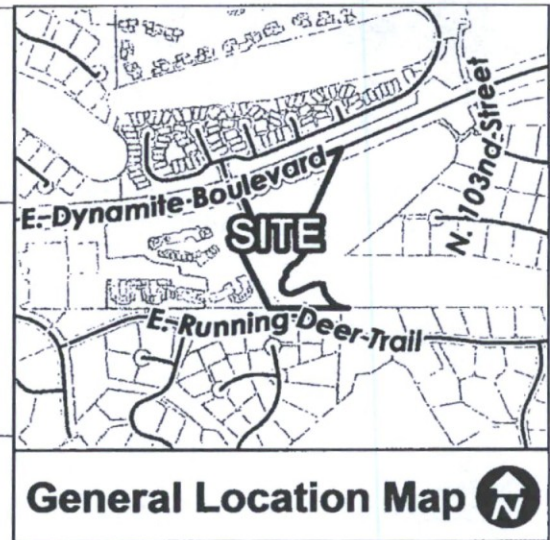 N. 103nd-Street
E.-Dynamite-Boulevard
SITE
E.-Running-Deer-Trail
General Location Map N